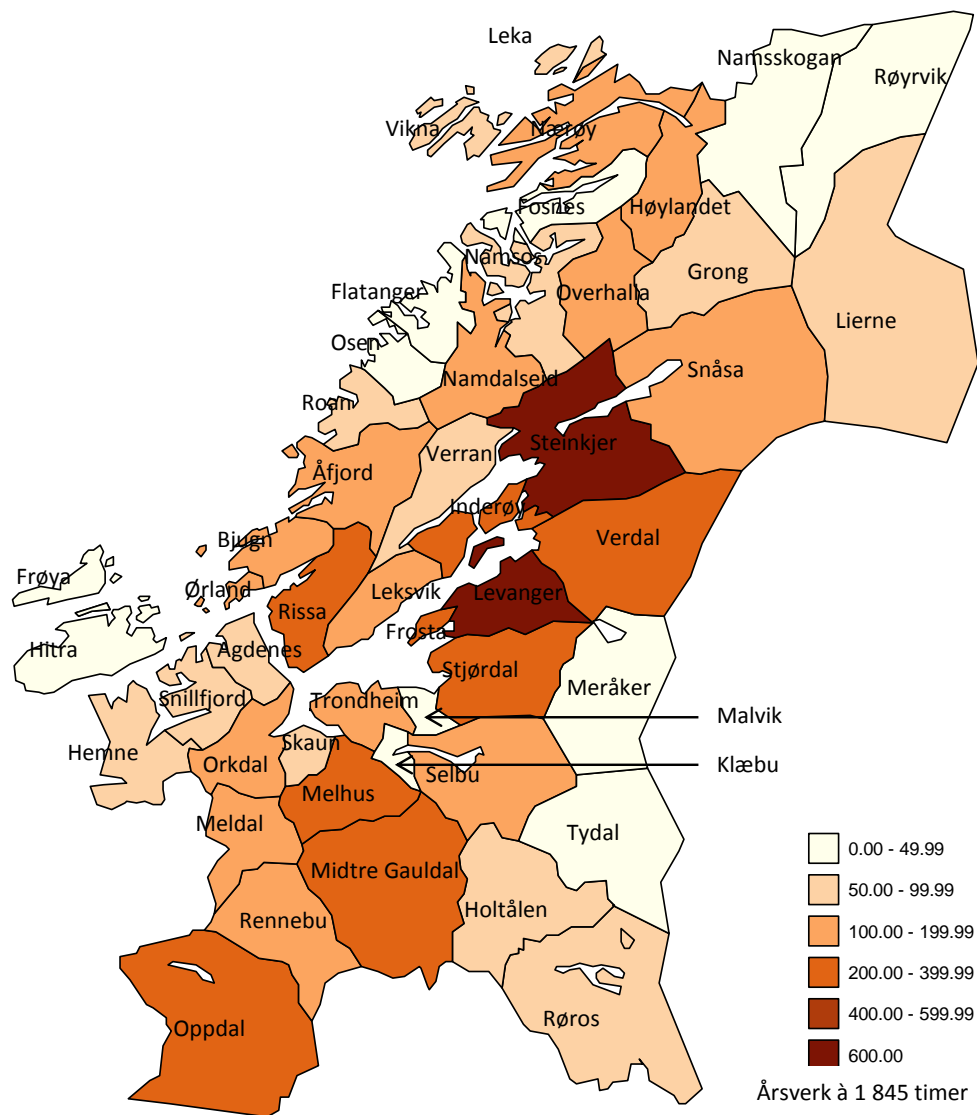 Leka
Namsskogan
Røyrvik
Vikna
Nærøy
Fosnes
Høylandet
Namsos
Grong
Flatanger
Overhalla
Lierne
Osen
Snåsa
Namdalseid
Roan
Steinkjer
Verran
Åfjord
Inderøy
Verdal
Bjugn
Frøya
Ørland
Leksvik
Levanger
Rissa
Frosta
Hitra
Agdenes
Stjørdal
Meråker
Snillfjord
Trondheim
Malvik
Hemne
Skaun
Orkdal
Klæbu
Selbu
Melhus
Meldal
Tydal
Midtre Gauldal
Holtålen
Rennebu
Røros
Oppdal
0.00 - 49.99
50.00 - 99.99
100.00 - 199.99
200.00 - 399.99
400.00 - 599.99
600.00
Årsverk à 1 845 timer